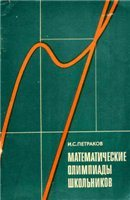 И.С.ПЕТРАКОВ
МАТЕМАТИЧЕСКИЕ
ОЛИМПИАДЫ
ШКОЛЬНИКОВ